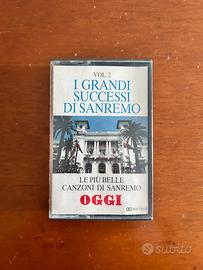 VOL. 2
I GRANDI
SUCCESSI
DI SANREMO
LE PIÙ BELLE
CANZONI DI SANREMO
OGGI
subito